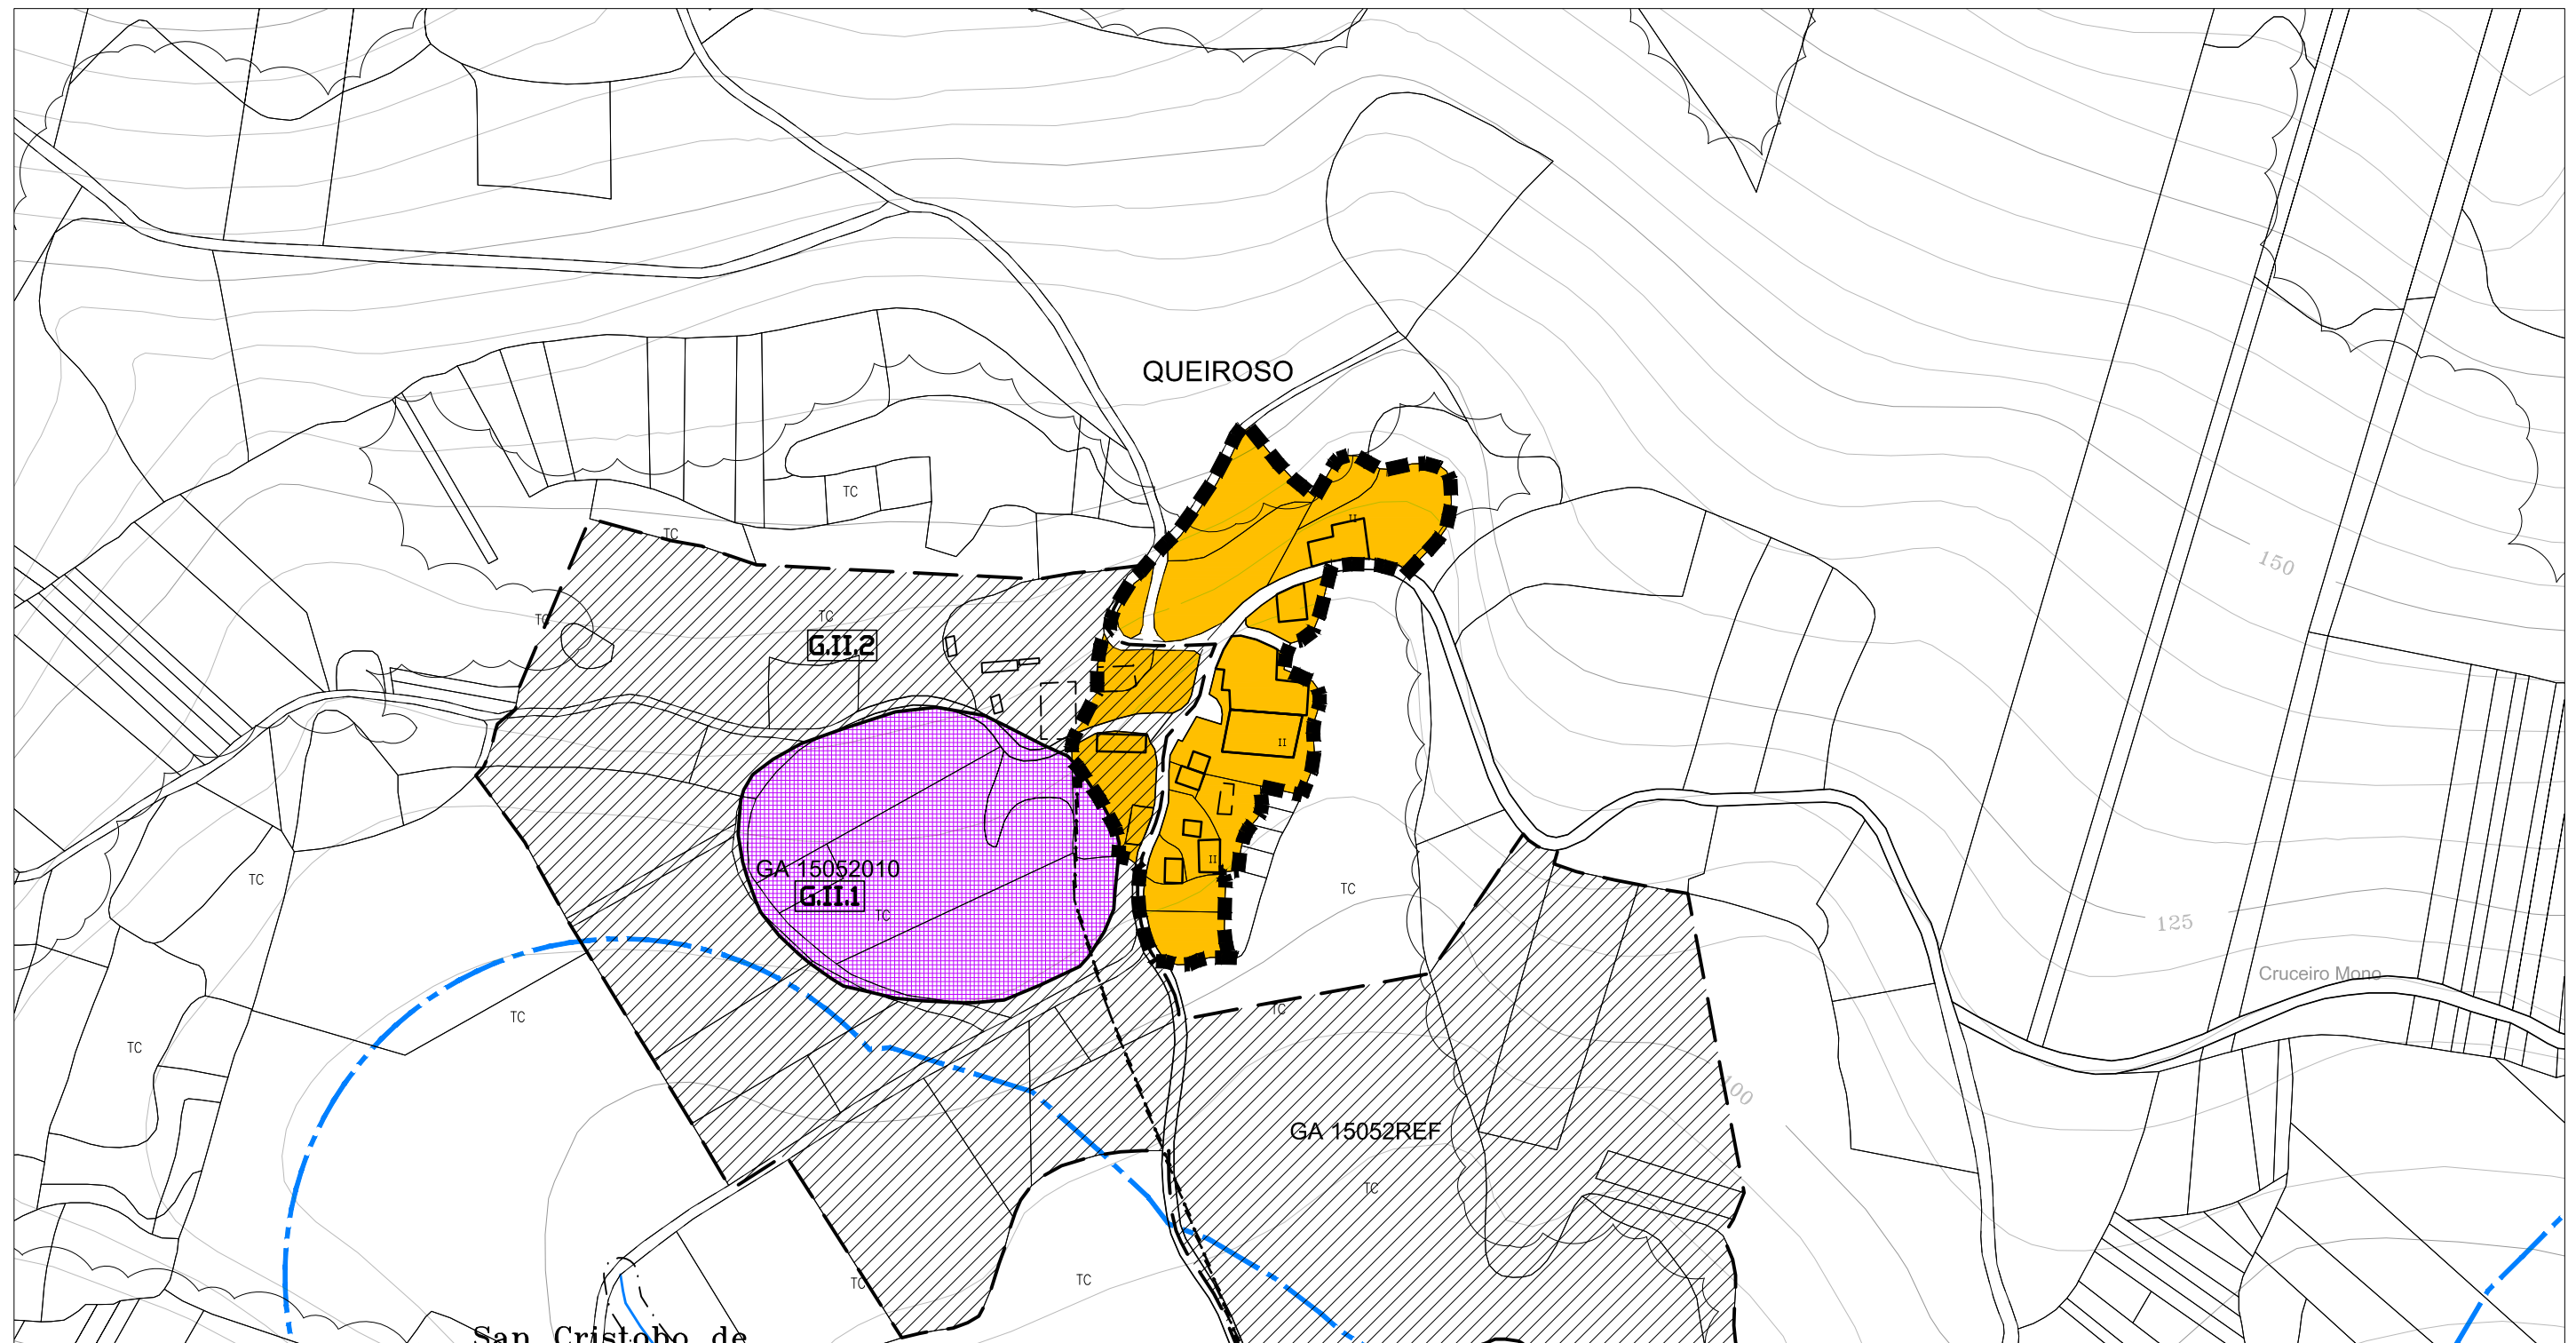 QUEIROSO
TC
II
TC
150
TC
TC
G.II.2
II
II
GA 15052010
TC
TC
G.II.1
TC
125
Cruceiro Mono
TC
TC
TC
100
GA 15052REF
TC
TC
TC
San Cristobo de